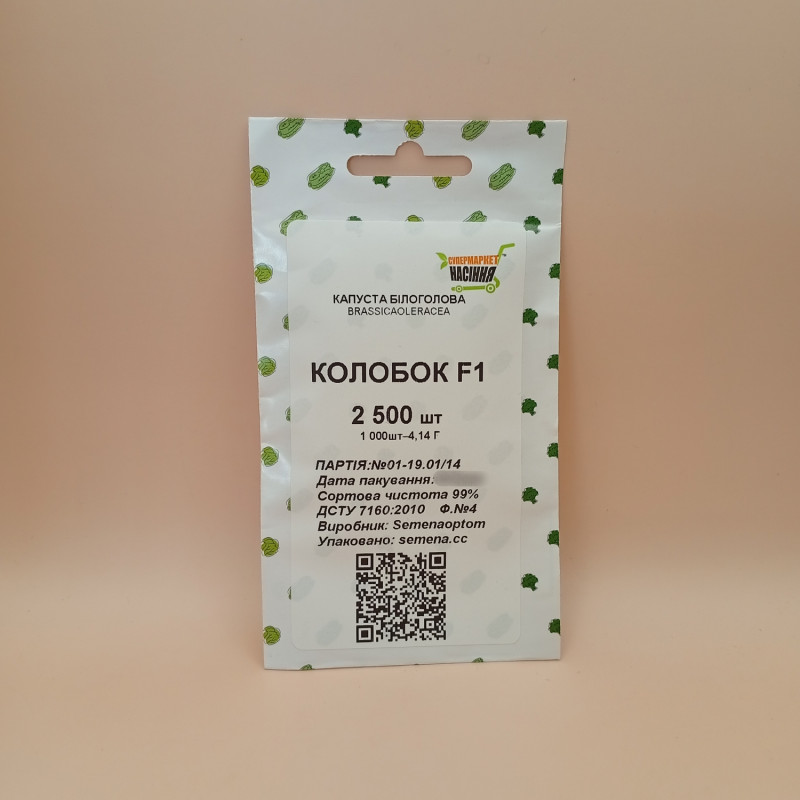 СУПЕРМАРКЕТ
НАСІННЯ
КАПУСТА БІЛОГОЛОВА
BRASSICAOLERACEA
КОЛОБОК F1
2 500 шт
1 000шт–4,14 Г
ПАРТІЯ:№01-19.01/14
Дата пакування:
Сортова чистота 99%
ДСТУ 7160:2010 Ф.№4
Виробник: Semenaoptom
Упаковано: semena.cc